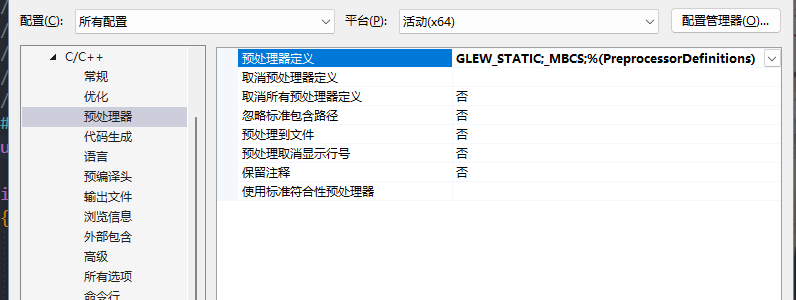 配置(C): 所有配置 平台(P): 活动(x64) 配置管理器(O)...
C/C++
常规
优化
预处理器
代码生成
语言
预编译头
输出文件
浏览信息
外部包含
高级
所有选项
命令行
预处理器定义 GLEW_STATIC;_MBCS;%(PreprocessorDefinitions)
取消预处理器定义
取消所有预处理器定义 否
忽略标准包含路径 否
预处理到文件 否
预处理取消显示行号 否
保留注释 否
使用标准符合性预处理器
/
/
/
/
/
#
u
i
{